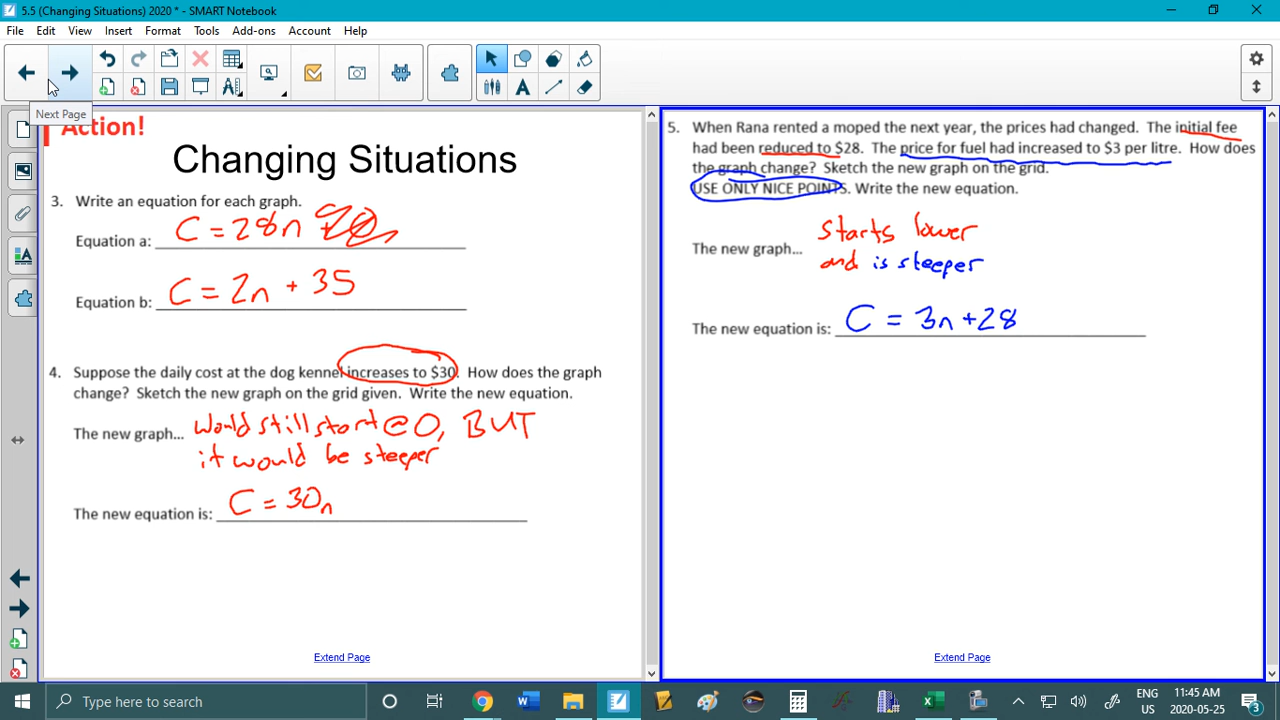 5.5 (Changing Situations) 2020 * - SMART Notebook
File Edit View Insert Format Tools Add-ons Account Help
Next Page
Action!
Changing Situations
3. Write an equation for each graph.
Equation a: C = 28n
Equation b: C = 2n + 35
4. Suppose the daily cost at the dog kennel increases to $30. How does the graph
change? Sketch the new graph on the grid given. Write the new equation.
The new graph... would still start @ 0, BUT
it would be steeper
The new equation is: C = 30n
Extend Page
5. When Rana rented a moped the next year, the prices had changed. The initial fee
had been reduced to $28. The price for fuel had increased to $3 per litre. How does
the graph change? Sketch the new graph on the grid.
USE ONLY NICE POINTS. Write the new equation.
The new graph... starts lower
and is steeper
The new equation is: C = 3n + 28
Extend Page
Type here to search
ENG
US
11:45 AM
2020-05-25
3